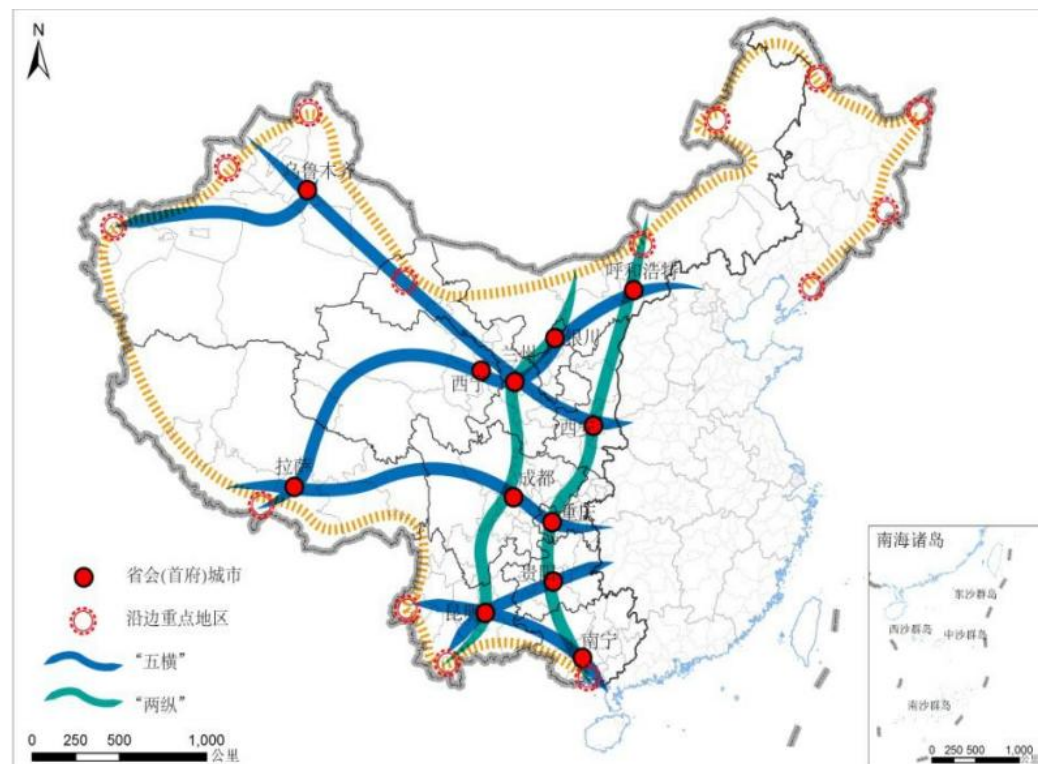 N
乌鲁木齐
呼和浩特
银川
兰州
西宁
西安
拉萨
成都
重庆
贵阳
昆明
南宁
省会(首府)城市
沿边重点地区
“五横”
“两纵”
0 250 500 1,000
公里
南海诸岛
东沙群岛
西沙群岛 中沙群岛
南沙群岛
0 250 500 1,000
公里